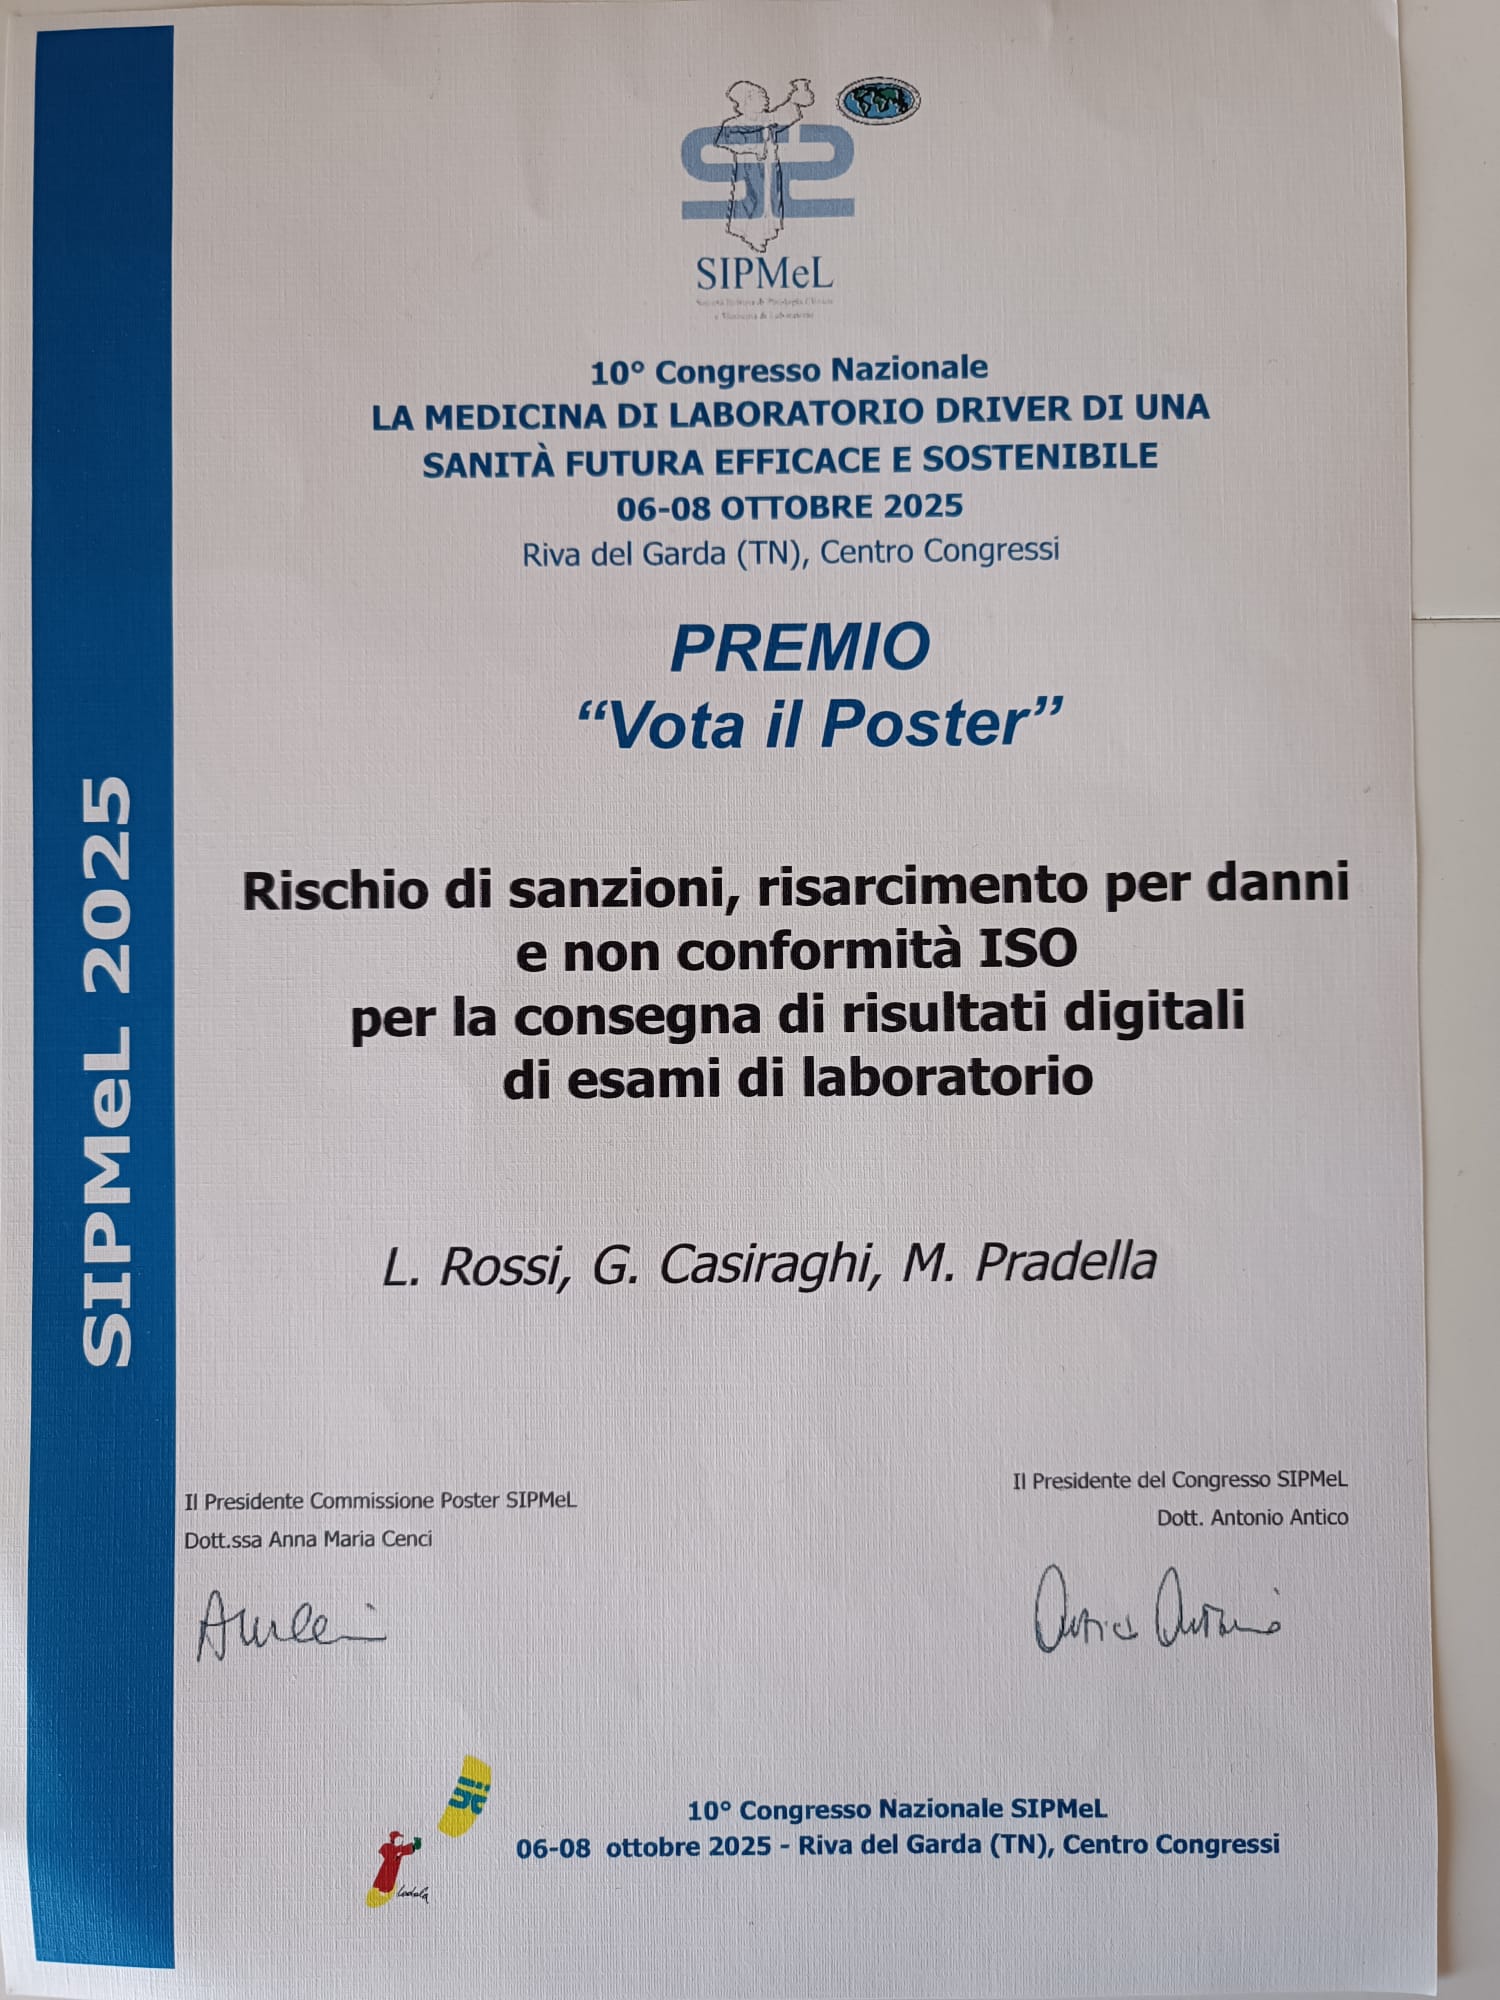 SIPMeL
10° Congresso Nazionale
LA MEDICINA DI LABORATORIO DRIVER DI UNA
SANITÀ FUTURA EFFICACE E SOSTENIBILE
06-08 OTTOBRE 2025
Riva del Garda (TN), Centro Congressi
PREMIO
“Vota il Poster”
SIPMeL 2025
Rischio di sanzioni, risarcimento per danni
e non conformità ISO
per la consegna di risultati digitali
di esami di laboratorio
L. Rossi, G. Casiraghi, M. Pradella
Il Presidente Commissione Poster SIPMeL
Dott.ssa Anna Maria Cenci
Il Presidente del Congresso SIPMeL
Dott. Antonio Antico
10° Congresso Nazionale SIPMeL
06-08 ottobre 2025 - Riva del Garda (TN), Centro Congressi